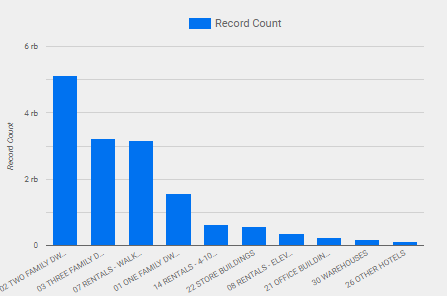 Record Count
6 rb
4 rb
2 rb
0
Record Count
02 TWO FAMILY DW...
03 THREE FAMILY D...
07 RENTALS - WALK...
01 ONE FAMILY DW...
14 RENTALS - 4-10...
22 STORE BUILDINGS
08 RENTALS - ELEV...
21 OFFICE BUILDIN...
30 WAREHOUSES
26 OTHER HOTELS